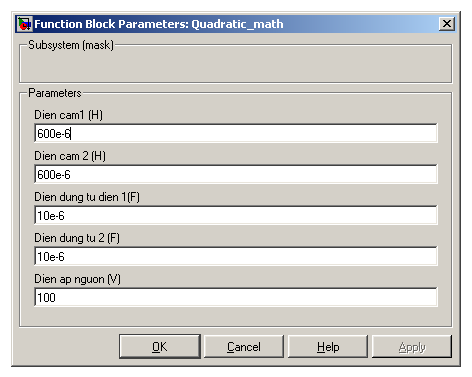 Function Block Parameters: Quadratic_math
Subsystem (mask)
Parameters
Dien cam1 (H)
600e-6
Dien cam 2 (H)
600e-6
Dien dung tu dien 1(F)
10e-6
Dien dung tu 2 (F)
10e-6
Dien ap nguon (V)
100
OK Cancel Help Apply